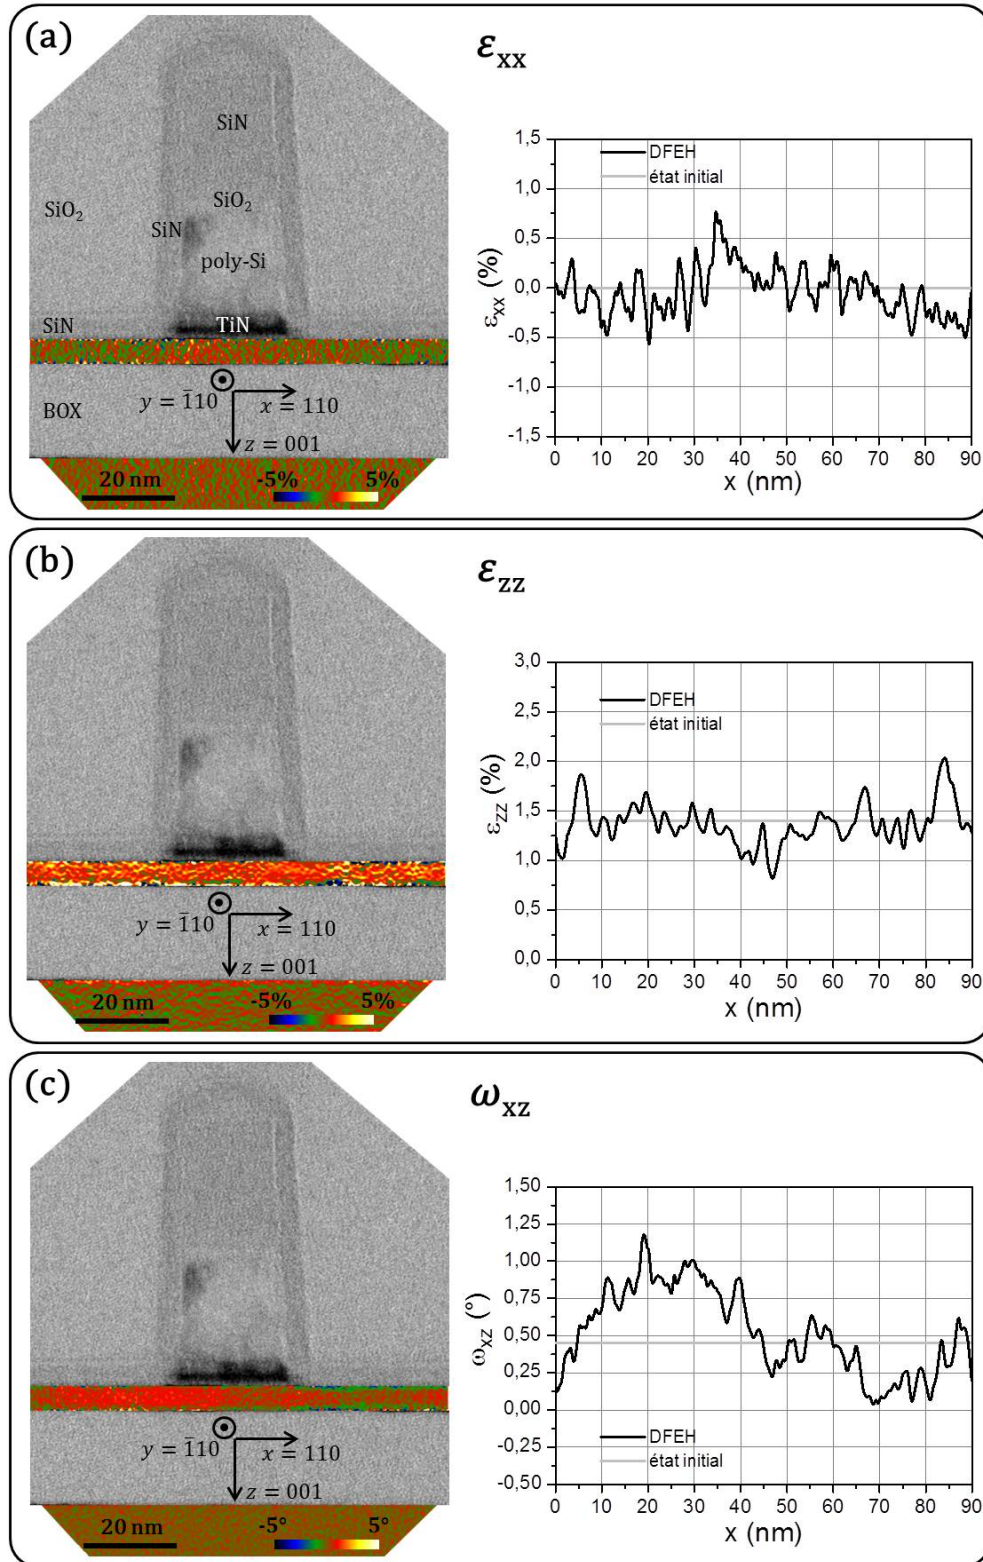 (a)
εxx
SiN
SiO2
SiO2
SiN
poly-Si
SiN
TiN
BOX
y = 1̅10
x = 110
z = 001
20 nm
-5%
5%
DFEH
état initial
1,5
1,0
0,5
0,0
-0,5
-1,0
-1,5
εxx (%)
0 10 20 30 40 50 60 70 80 90
x (nm)
(b)
εzz
y = 1̅10
x = 110
z = 001
20 nm
-5%
5%
DFEH
état initial
3,0
2,5
2,0
1,5
1,0
0,5
0,0
εzz (%)
0 10 20 30 40 50 60 70 80 90
x (nm)
(c)
ωxz
y = 1̅10
x = 110
z = 001
20 nm
-5°
5°
1,50
1,25
1,00
0,75
0,50
0,25
0,00
-0,25
-0,50
ωxz (°)
DFEH
état initial
0 10 20 30 40 50 60 70 80 90
x (nm)